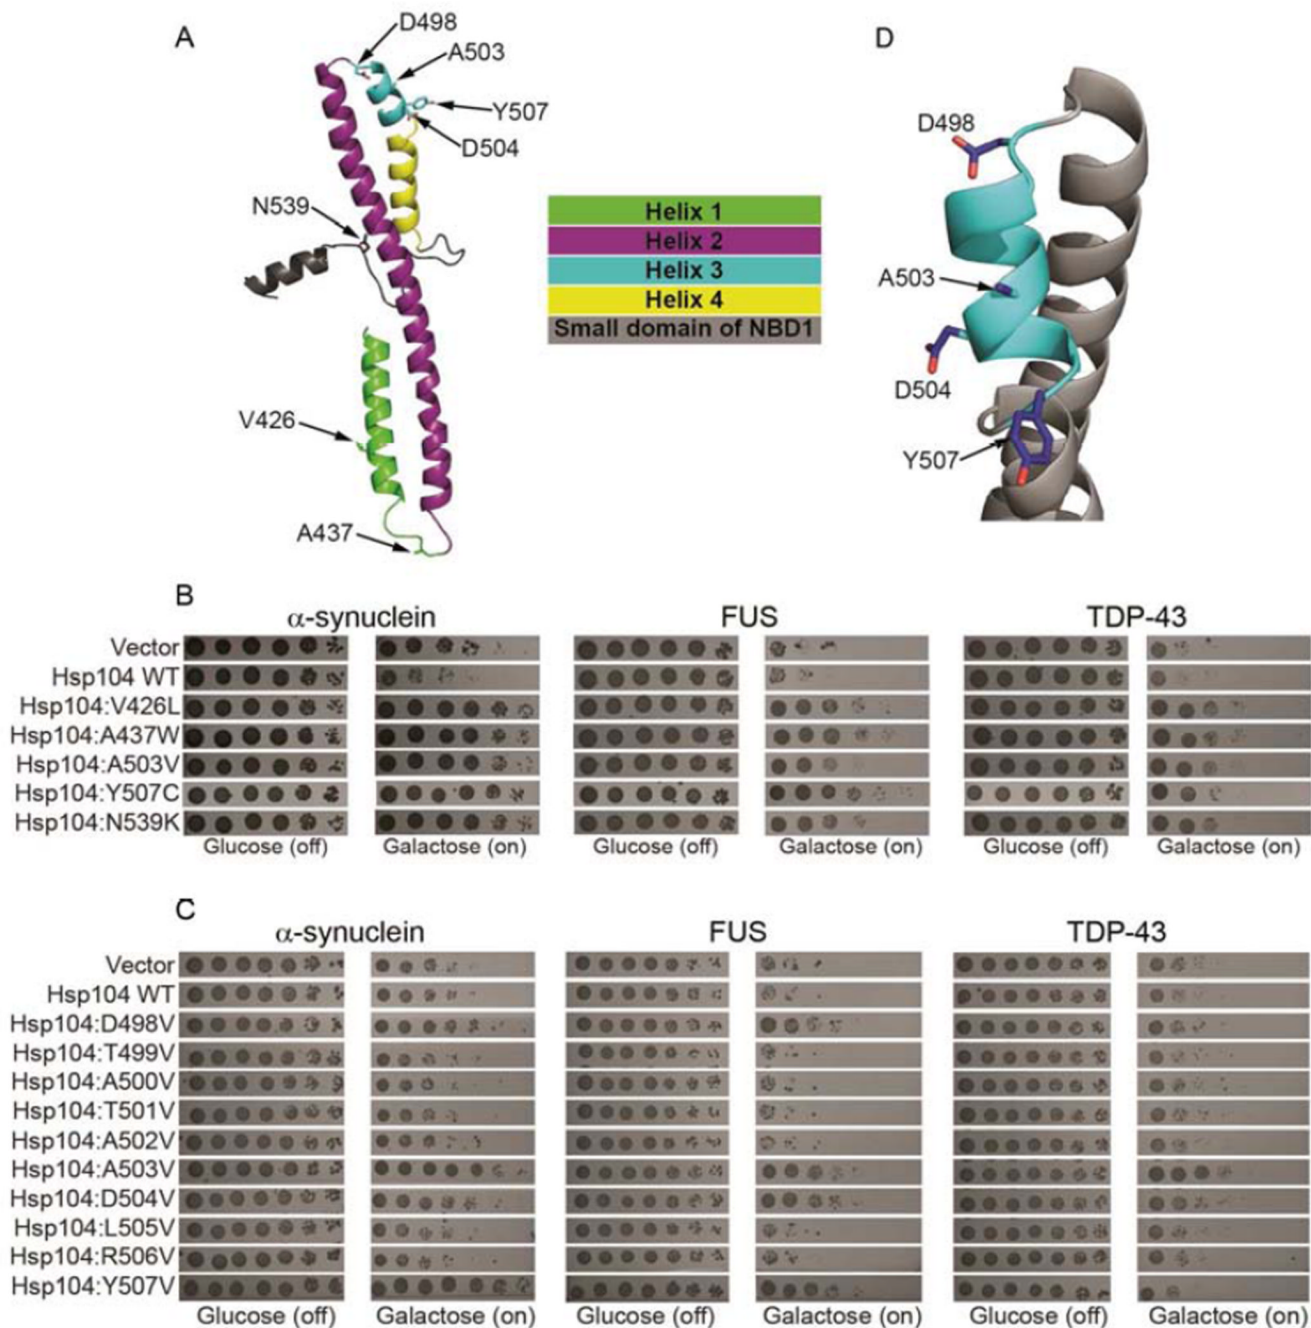 A
D498
A503
Y507
D504
N539
V426
A437
Helix 1
Helix 2
Helix 3
Helix 4
Small domain of NBD1
D
D498
A503
D504
Y507
B
α-synuclein FUS TDP-43
Vector
Hsp104 WT
Hsp104:V426L
Hsp104:A437W
Hsp104:A503V
Hsp104:Y507C
Hsp104:N539K
Glucose (off) Galactose (on) Glucose (off) Galactose (on) Glucose (off) Galactose (on)
C
α-synuclein FUS TDP-43
Vector
Hsp104 WT
Hsp104:D498V
Hsp104:T499V
Hsp104:A500V
Hsp104:T501V
Hsp104:A502V
Hsp104:A503V
Hsp104:D504V
Hsp104:L505V
Hsp104:R506V
Hsp104:Y507V
Glucose (off) Galactose (on) Glucose (off) Galactose (on) Glucose (off) Galactose (on)